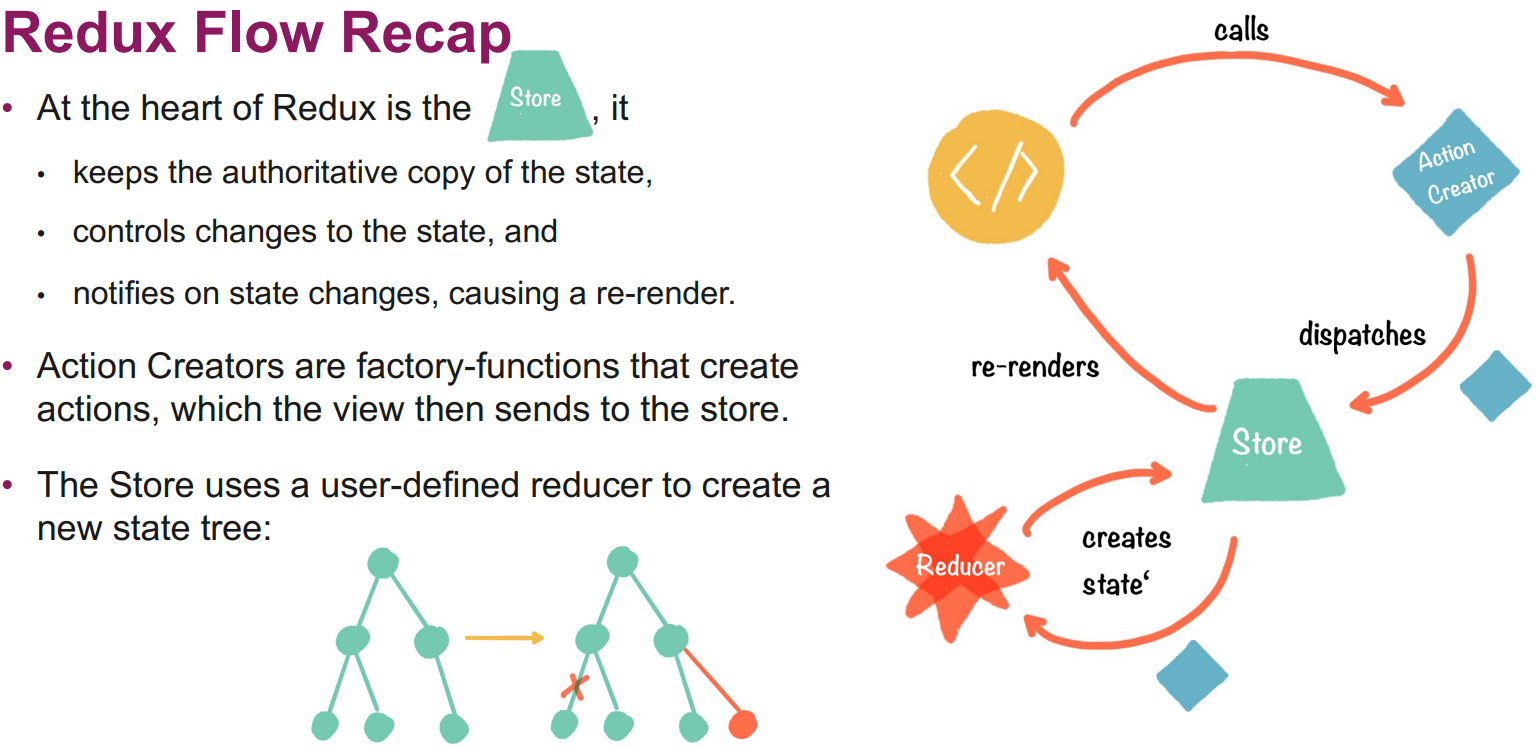 Redux Flow Recap
• At the heart of Redux is the Store, it
• keeps the authoritative copy of the state,
• controls changes to the state, and
• notifies on state changes, causing a re-render.
• Action Creators are factory-functions that create
actions, which the view then sends to the store.
• The Store uses a user-defined reducer to create a
new state tree:
calls
</>
Action
Creator
dispatches
re-renders
Store
Reducer
creates
state‘